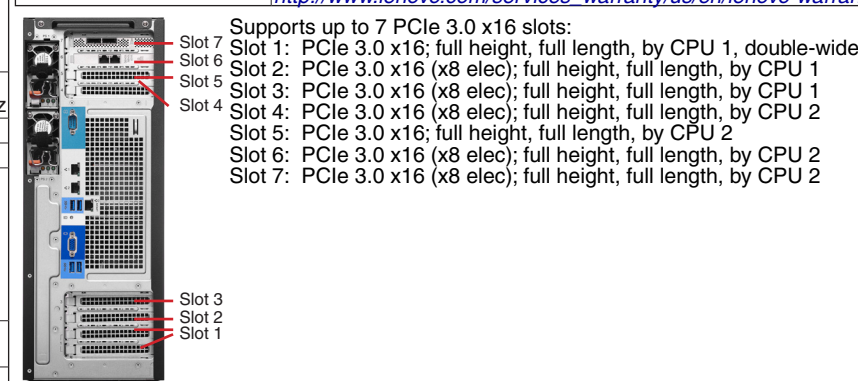 http://www.lenovo.com/services_warranty/us/en/lenovo-warran
Supports up to 7 PCIe 3.0 x16 slots:
Slot 1: PCIe 3.0 x16; full height, full length, by CPU 1, double-wide
Slot 2: PCIe 3.0 x16 (x8 elec); full height, full length, by CPU 1
Slot 3: PCIe 3.0 x16 (x8 elec); full height, full length, by CPU 1
Slot 4: PCIe 3.0 x16 (x8 elec); full height, full length, by CPU 2
Slot 5: PCIe 3.0 x16; full height, full length, by CPU 2
Slot 6: PCIe 3.0 x16 (x8 elec); full height, full length, by CPU 2
Slot 7: PCIe 3.0 x16 (x8 elec); full height, full length, by CPU 2
Slot 7
Slot 6
Slot 5
Slot 4
Slot 3
Slot 2
Slot 1
z